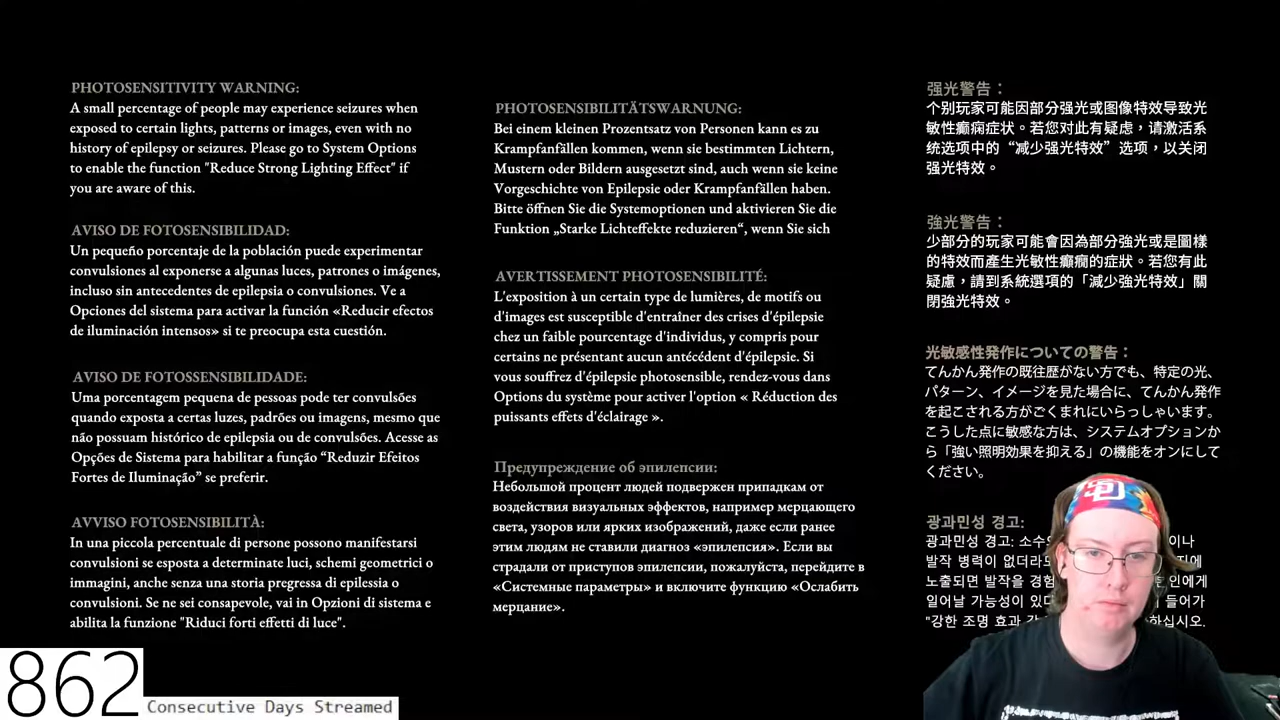 PHOTOSENSITIVITY WARNING:
A small percentage of people may experience seizures when
exposed to certain lights, patterns or images, even with no
history of epilepsy or seizures. Please go to System Options
to enable the function "Reduce Strong Lighting Effect" if
you are aware of this.
AVISO DE FOTOSENSIBILIDAD:
Un pequeño porcentaje de la población puede experimentar
convulsiones al exponerse a algunas luces, patrones o imágenes,
incluso sin antecedentes de epilepsia o convulsiones. Ve a
Opciones del sistema para activar la función «Reducir efectos
de iluminación intensos» si te preocupa esta cuestión.
AVISO DE FOTOSSENSIBILIDADE:
Uma porcentagem pequena de pessoas pode ter convulsões
quando exposta a certas luzes, padrões ou imagens, mesmo que
não possuam histórico de epilepsia ou de convulsões. Acesse as
Opções de Sistema para habilitar a função “Reduzir Efeitos
Fortes de Iluminação” se preferir.
AVVISO FOTOSENSIBILITÀ:
In una piccola percentuale di persone possono manifestarsi
convulsioni se esposta a determinate luci, schemi geometrici o
immagini, anche senza una storia pregressa di epilessia o
convulsioni. Se ne sei consapevole, vai in Opzioni di sistema e
abilita la funzione "Riduci forti effetti di luce".
PHOTOSENSIBILITÄTSWARNUNG:
Bei einem kleinen Prozentsatz von Personen kann es zu
Krampfanfällen kommen, wenn sie bestimmten Lichtern,
Mustern oder Bildern ausgesetzt sind, auch wenn sie keine
Vorgeschichte von Epilepsie oder Krampfanfällen haben.
Bitte öffnen Sie die Systemoptionen und aktivieren Sie die
Funktion „Starke Lichteffekte reduzieren“, wenn Sie sich
AVERTISSEMENT PHOTOSENSIBILITÉ:
L'exposition à un certain type de lumières, de motifs ou
d'images est susceptible d'entraîner des crises d'épilepsie
chez un faible pourcentage d'individus, y compris pour
certains ne présentant aucun antécédent d'épilepsie. Si
vous souffrez d'épilepsie photosensible, rendez-vous dans
Options du système pour activer l'option « Réduction des
puissants effets d'éclairage ».
Предупреждение об эпилепсии:
Небольшой процент людей подвержен припадкам от
воздействия визуальных эффектов, например мерцающего
света, узоров или ярких изображений, даже если ранее
этим людям не ставили диагноз «эпилепсия». Если вы
страдали от приступов эпилепсии, пожалуйста, перейдите в
«Системные параметры» и включите функцию «Ослабить
мерцание».
强光警告：
个别玩家可能因部分强光或图像特效导致光
敏性癫痫症状。若您对此有疑虑，请激活系
统选项中的“减少强光特效”选项，以关闭
强光特效。
強光警告：
少部分的玩家可能會因為部分強光或是圖樣
的特效而產生光敏性癲癇的症狀。若您有此
疑慮，請到系統選項的「減少強光特效」關
閉強光特效。
光敏感性発作についての警告：
てんかん発作の既往歴がない方でも、特定の光、
パターン、イメージを見た場合に、てんかん発作
を起こされる方がごくまれにいらっしゃいます。
こうした点に敏感な方は、システムオプションか
ら「強い照明効果を抑える」の機能をオンにして
ください。
광과민성 경고:
광과민성 경고: 소수의 이나
발작 병력이 없더라도 에
노출되면 발작을 경험 인에게
일어날 가능성이 있다 들어가
"강한 조명 효과 하십시오.
862
Consecutive Days Streamed